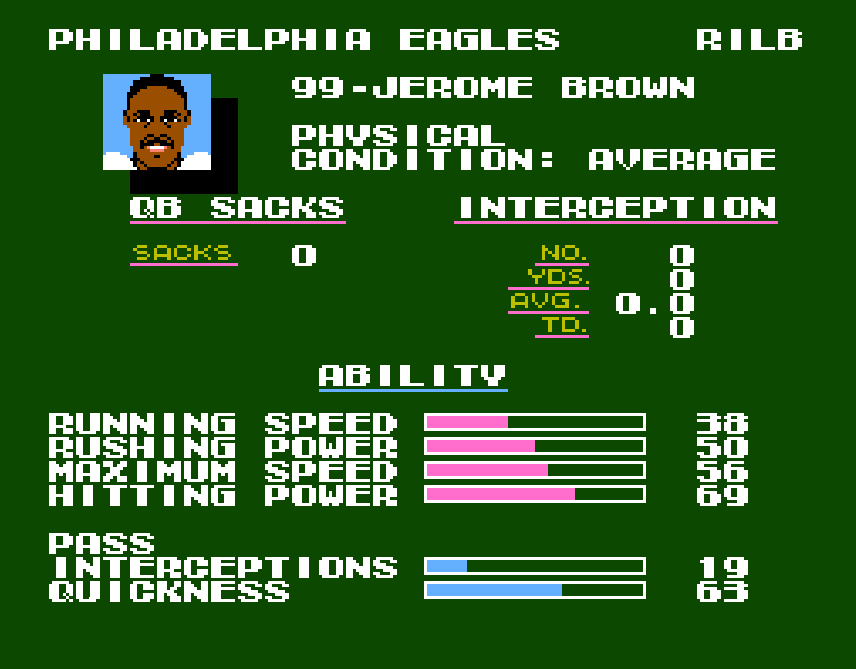 PHILADELPHIA EAGLES RILB
99-JEROME BROWN
PHYSICAL
CONDITION: AVERAGE
QB SACKS INTERCEPTION
SACKS 0 NO. 0
YDS. 0
AVG. 0.0
TD. 0
ABILITY
RUNNING SPEED 38
RUSHING POWER 50
MAXIMUM SPEED 56
HITTING POWER 69
PASS
INTERCEPTIONS 19
QUICKNESS 63